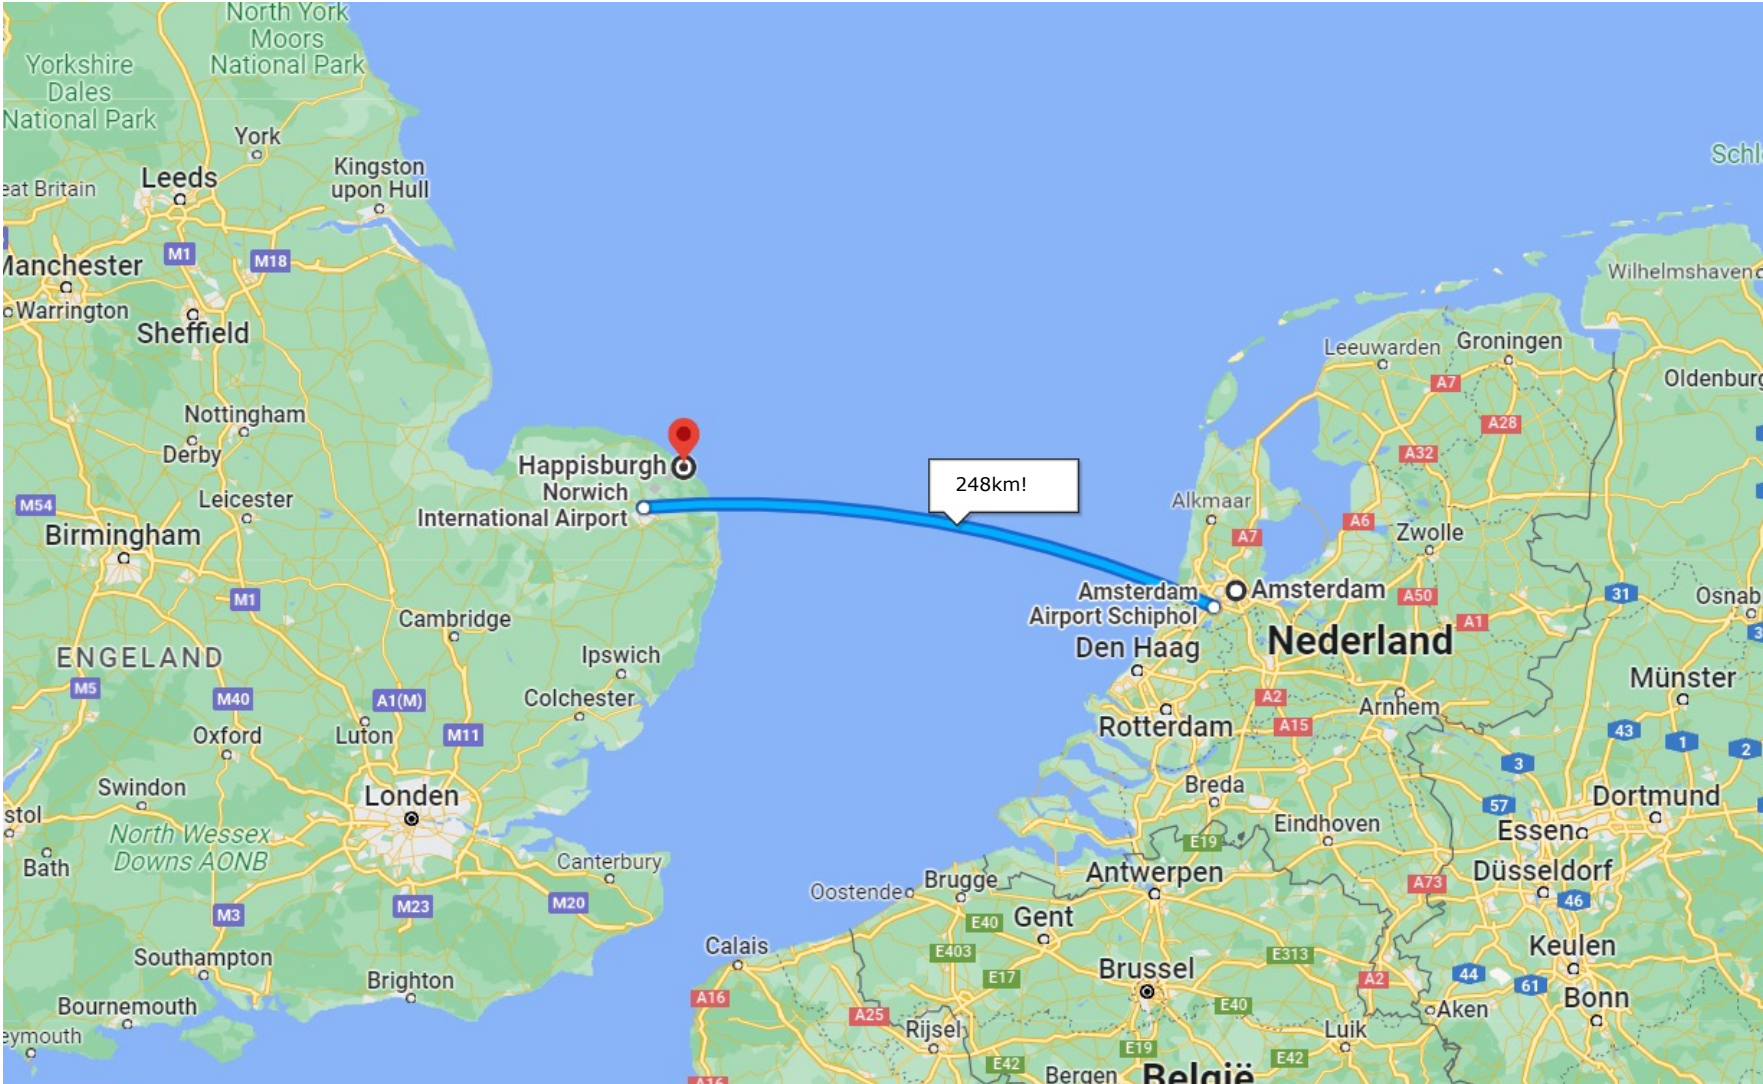 North York
Moors
National Park
Yorkshire
Dales
National Park
York
Kingston
upon Hull
Leeds
Schl
eat Britain
M1
M18
Manchester
Warrington
Sheffield
Wilhelmshaven
Leeuwarden
Groningen
A7
Oldenburg
Nottingham
Derby
A28
A32
Happisburgh
Norwich
International Airport
248km!
M54
Leicester
Alkmaar
A6
A7
Zwolle
Birmingham
Amsterdam
Airport Schiphol
Amsterdam
A50
31
Osnab
M1
Cambridge
A1
3
Nederland
Den Haag
ENGELAND
Ipswich
M5
M40
A1(M)
Colchester
A2
Arnhem
Münster
Rotterdam
A15
Oxford
Luton
M11
43
1
2
3
Swindon
Londen
Breda
57
Dortmund
stol
North Wessex
Downs AONB
Eindhoven
Essen
E19
Bath
Canterbury
Oostende
Brugge
Antwerpen
A73
Düsseldorf
46
M3
M23
M20
E40
Gent
Calais
E403
E313
Keulen
Southampton
Brighton
E17
Brussel
A2
44
61
A16
Bournemouth
A25
E40
Aken
Bonn
eymouth
Rijsel
E19
Luik
E42
E42
Bergen
België
A16